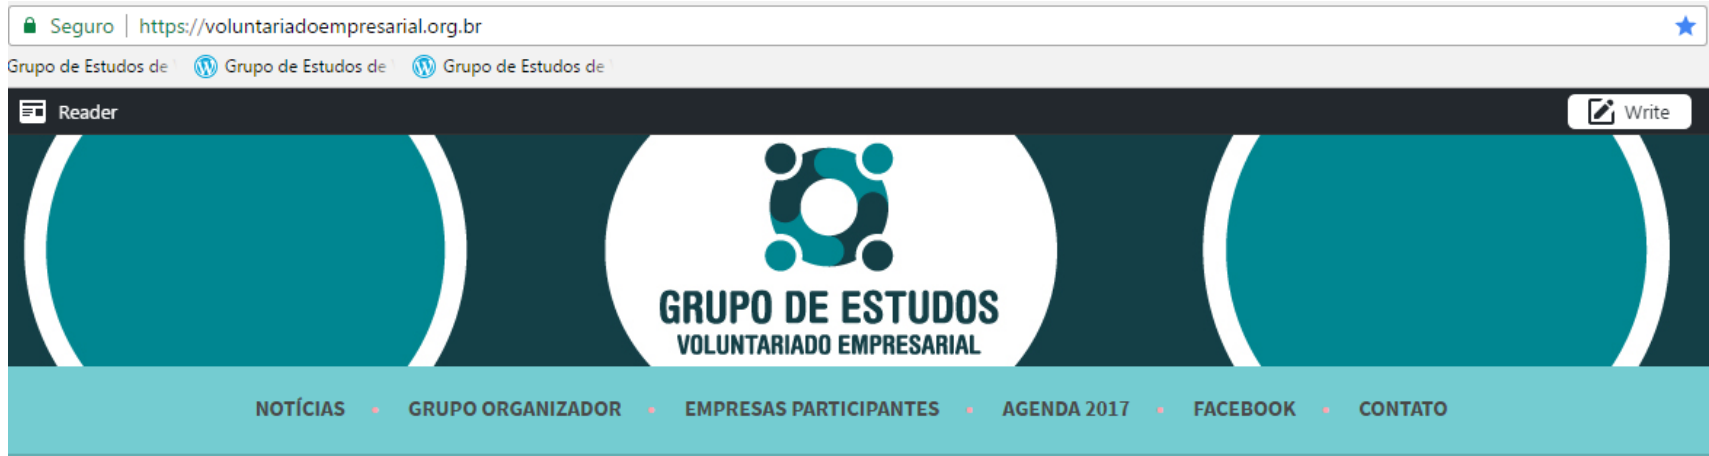 Seguro | https://voluntariadoempresarial.org.br
Grupo de Estudos de Grupo de Estudos de Grupo de Estudos de
Reader Write
GRUPO DE ESTUDOS
VOLUNTARIADO EMPRESARIAL
NOTÍCIAS • GRUPO ORGANIZADOR • EMPRESAS PARTICIPANTES • AGENDA 2017 • FACEBOOK • CONTATO